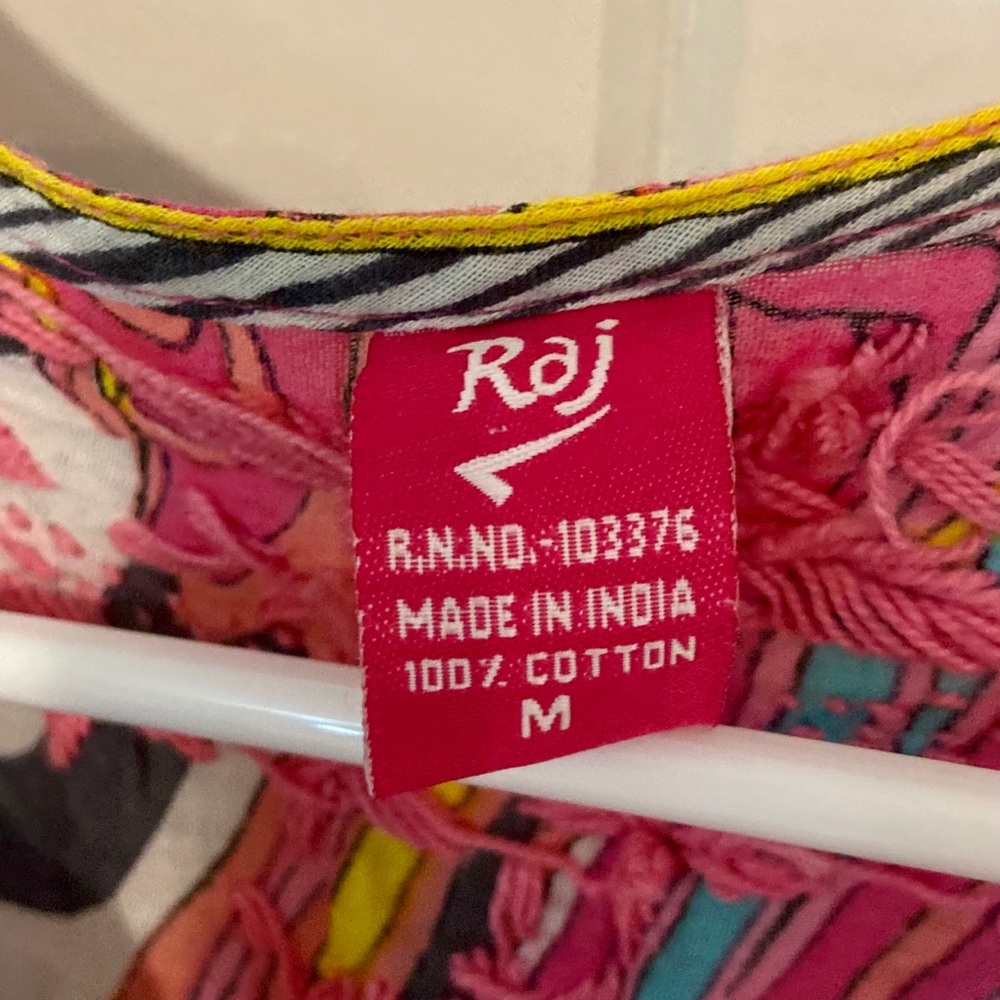 Raj
R.N.NO.-103376
MADE IN INDIA
100% COTTON
M